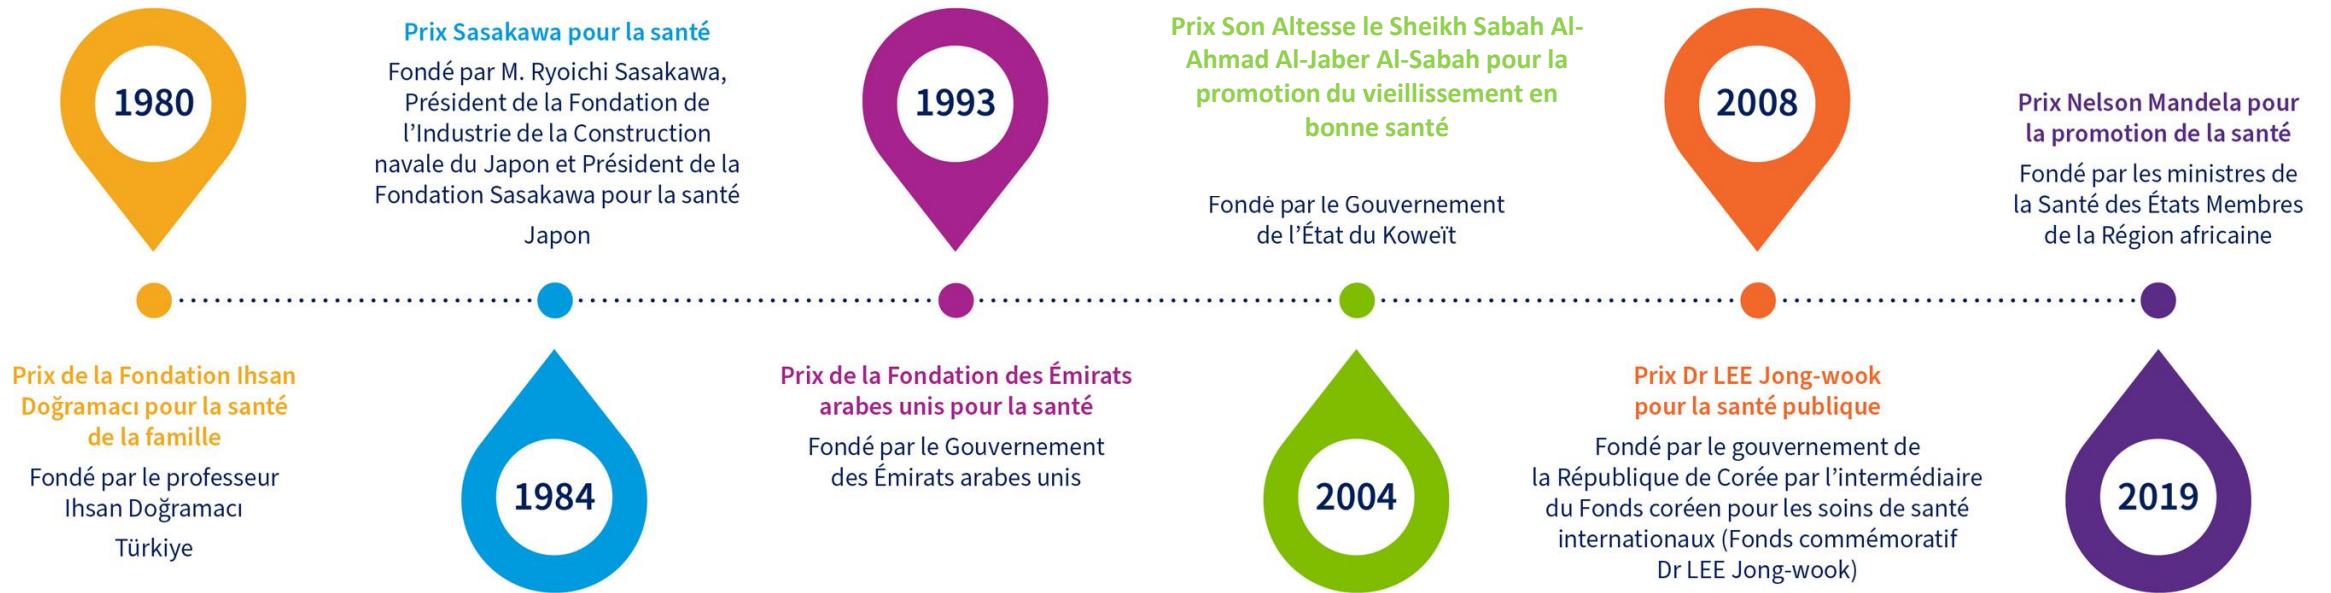 1980
Prix de la Fondation Ihsan
Doğramacı pour la santé
de la famille
Fondé par le professeur
Ihsan Doğramacı
Türkiye
Prix Sasakawa pour la santé
Fondé par M. Ryoichi Sasakawa,
Président de la Fondation de
l’Industrie de la Construction
navale du Japon et Président de la
Fondation Sasakawa pour la santé
Japon
1984
1993
Prix de la Fondation des Émirats
arabes unis pour la santé
Fondé par le Gouvernement
des Émirats arabes unis
Prix Son Altesse le Sheikh Sabah Al-
Ahmad Al-Jaber Al-Sabah pour la
promotion du vieillissement en
bonne santé
Fondé par le Gouvernement
de l’État du Koweït
2004
2008
Prix Dr LEE Jong-wook
pour la santé publique
Fondé par le gouvernement de
la République de Corée par l’intermédiaire
du Fonds coréen pour les soins de santé
internationaux (Fonds commémoratif
Dr LEE Jong-wook)
Prix Nelson Mandela pour
la promotion de la santé
Fondé par les ministres de
la Santé des États Membres
de la Région africaine
2019